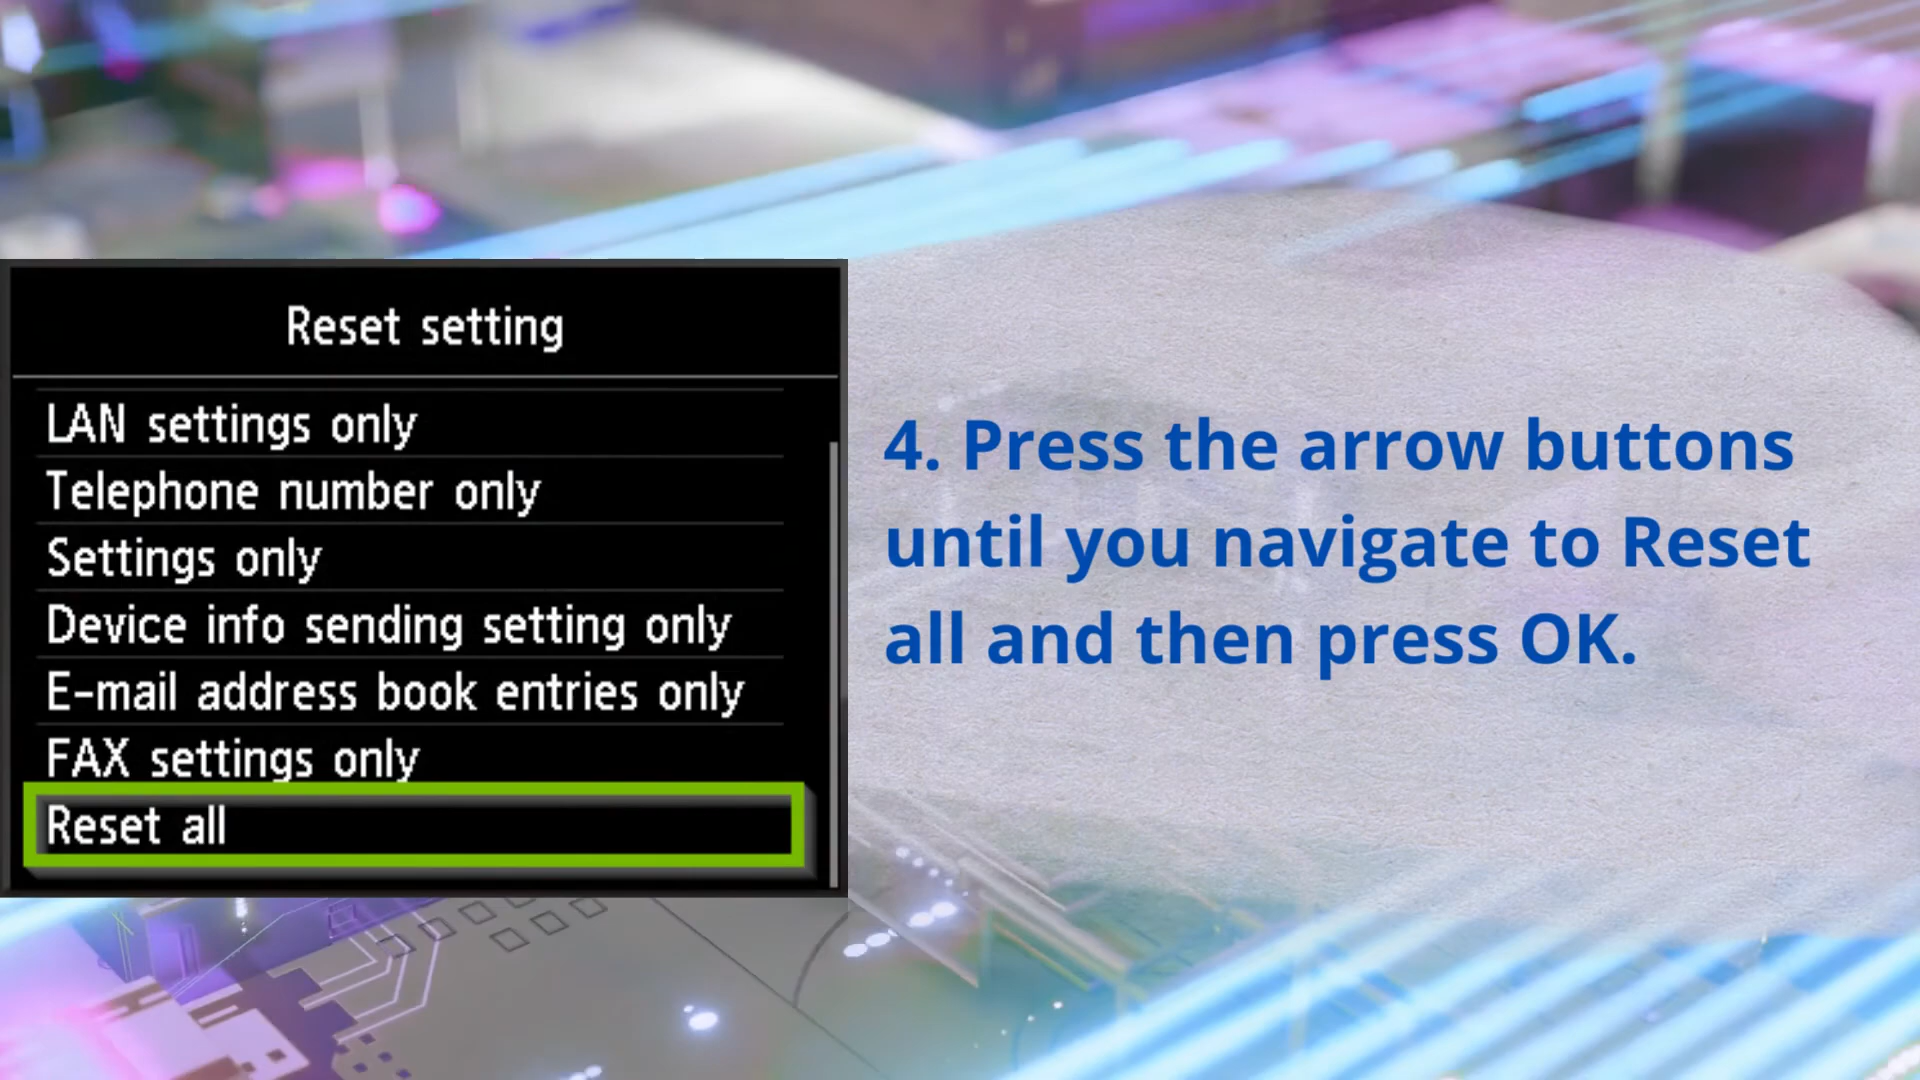 Reset setting
LAN settings only
Telephone number only
Settings only
Device info sending setting only
E-mail address book entries only
FAX settings only
Reset all
4. Press the arrow buttons
until you navigate to Reset
all and then press OK.